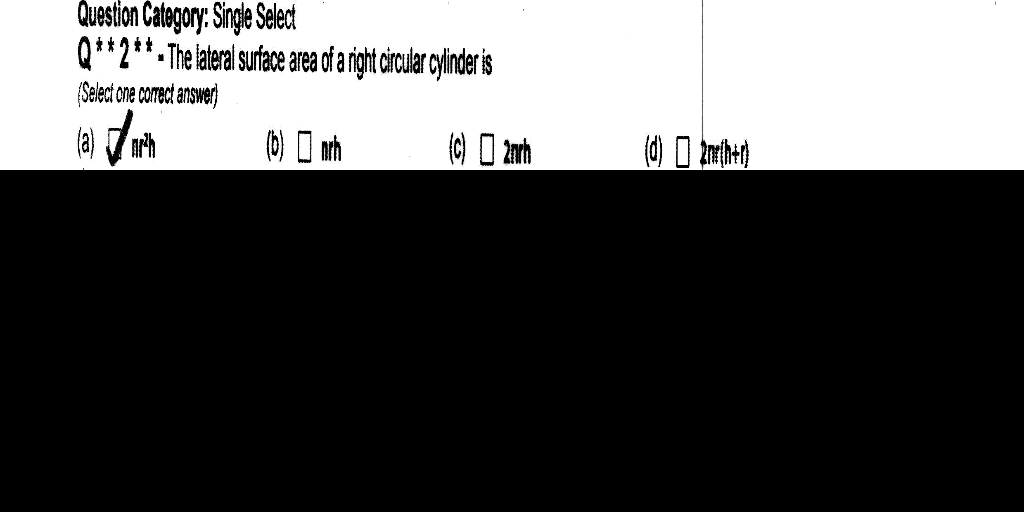 Question Category: Single Select
Q**2** - The lateral surface area of a right circular cylinder is
(Select one correct answer)
(a) ☑ πr²h (b) ☐ πrh (c) ☐ 2πrh (d) ☐ 2πr(h+r)